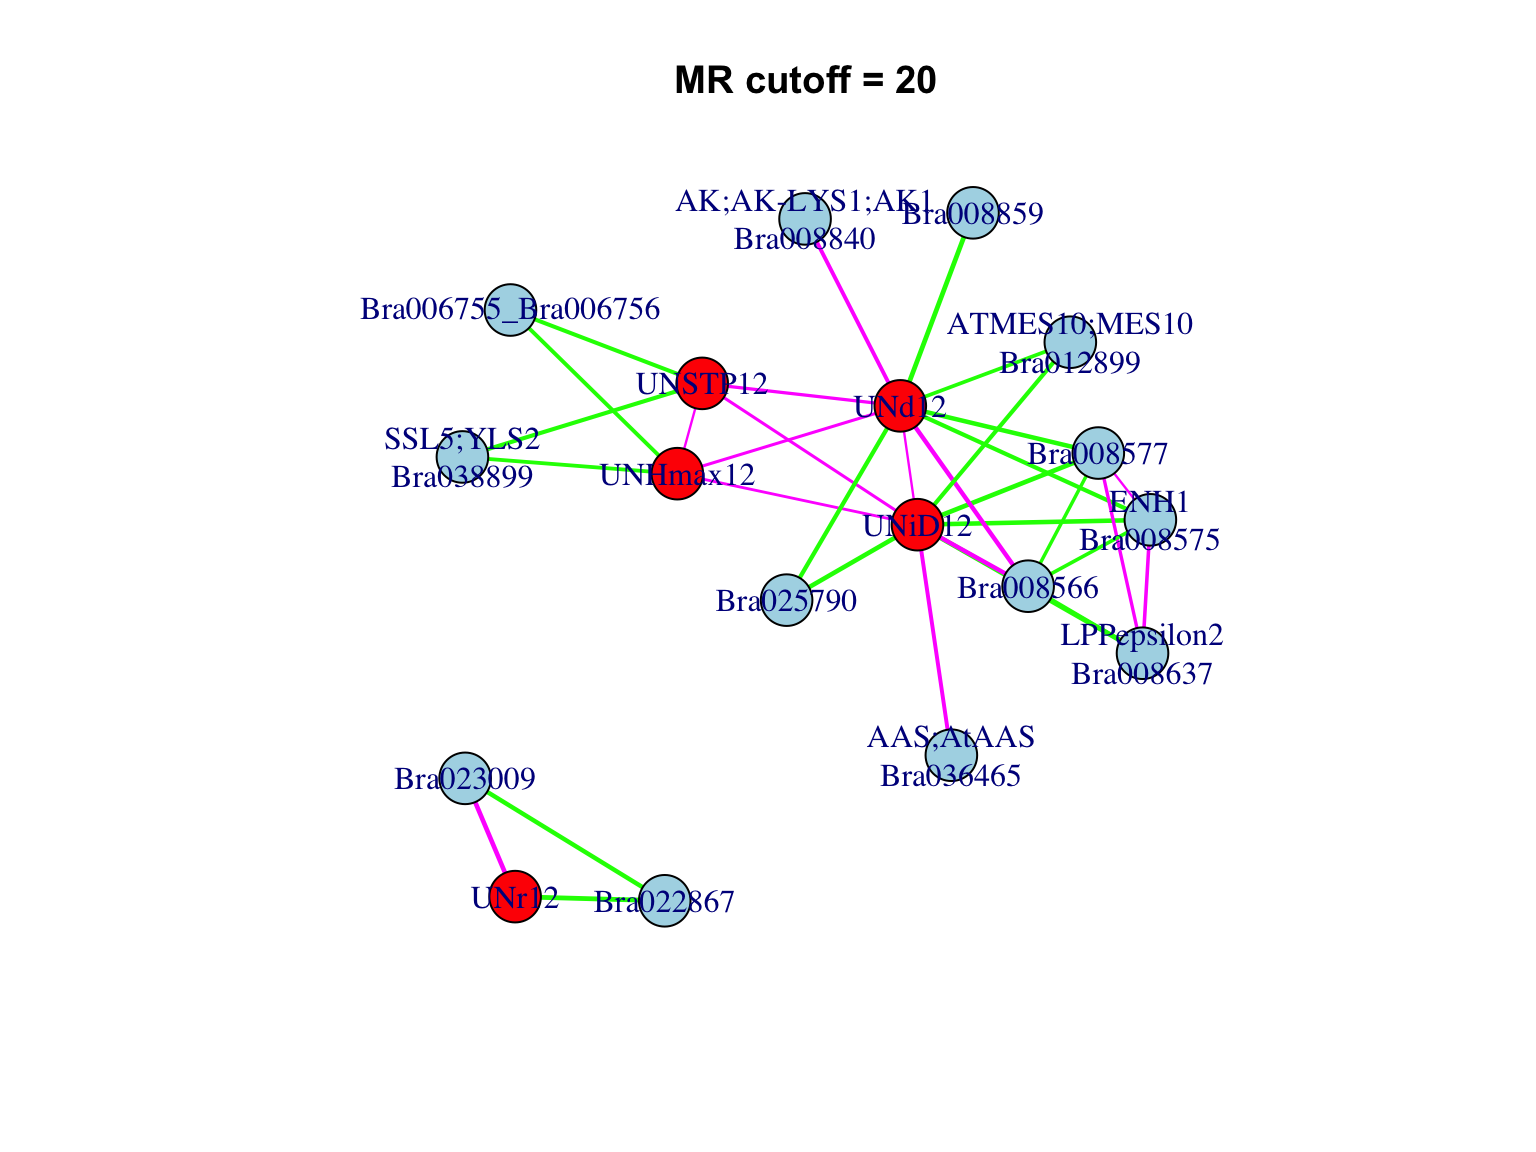 MR cutoff = 20
AK;AK-LYS1;AK1
Bra008840
Bra008859
Bra006755_Bra006756
ATMES10;MES10
Bra012899
UNSTP12
UNd12
SSL5;YLS2
Bra038899
UNHmax12
Bra008577
ENH1
Bra008575
UNiD12
Bra008566
Bra025790
LPPepsilon2
Bra008637
AAS;AtAAS
Bra036465
Bra023009
UNr12
Bra022867